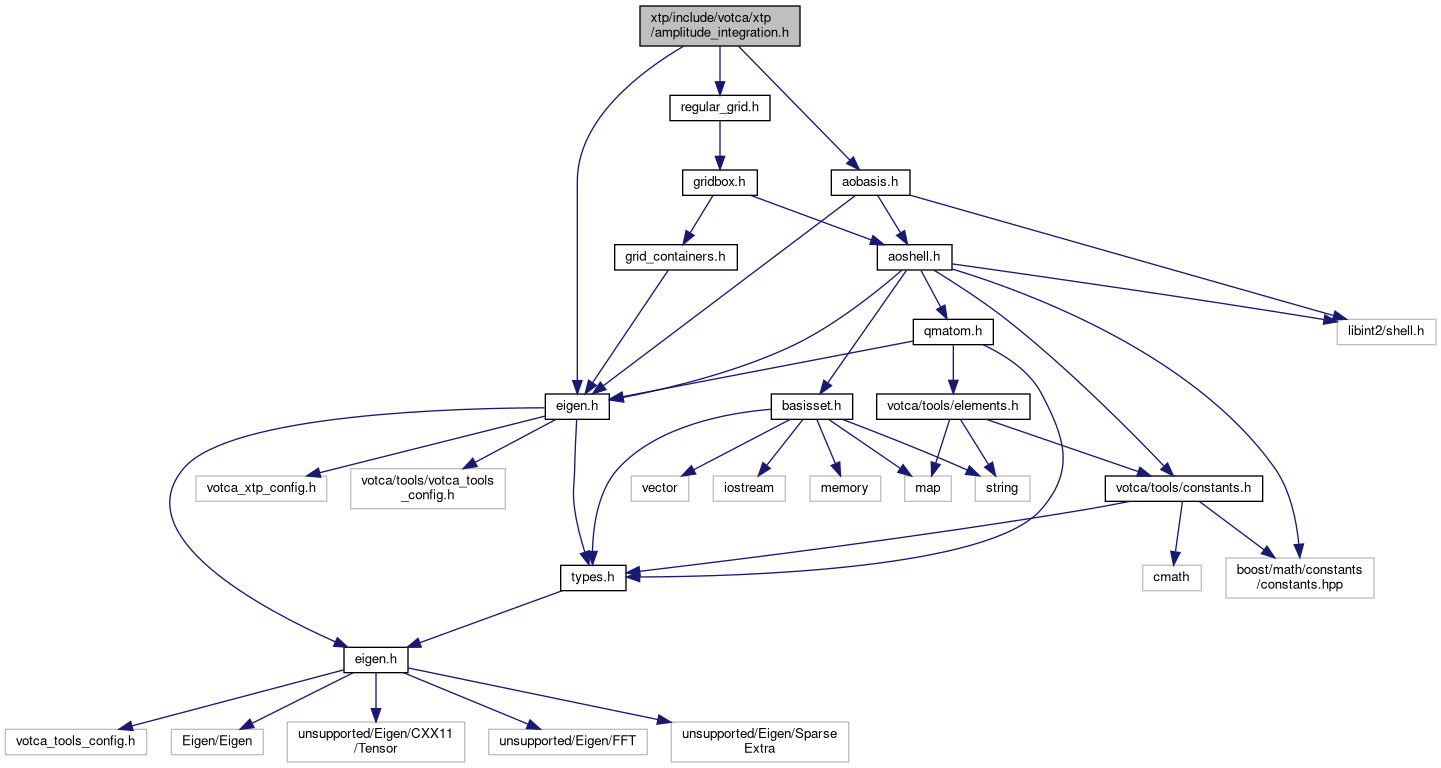 xtp/include/votca/xtp
/amplitude_integration.h
regular_grid.h
gridbox.h
aobasis.h
grid_containers.h
aoshell.h
qmatom.h
libint2/shell.h
eigen.h
basisset.h
votca/tools/elements.h
votca_xtp_config.h
votca/tools/votca_tools
_config.h
vector
iostream
memory
map
string
votca/tools/constants.h
types.h
cmath
boost/math/constants
/constants.hpp
eigen.h
votca_tools_config.h
Eigen/Eigen
unsupported/Eigen/CXX11
/Tensor
unsupported/Eigen/FFT
unsupported/Eigen/Sparse
Extra